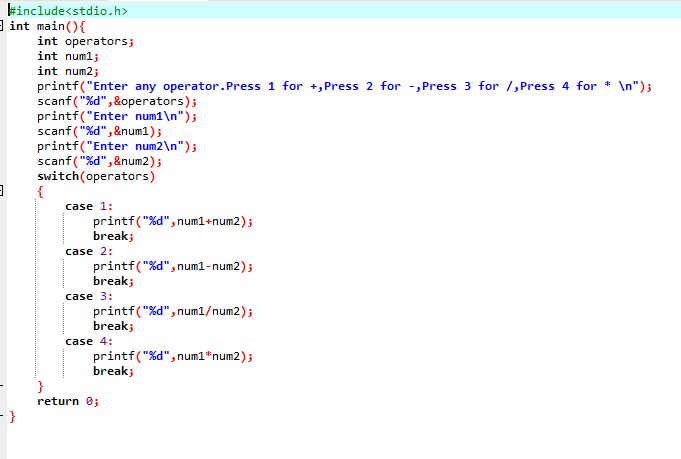 #include<stdio.h>
int main(){
    int operators;
    int num1;
    int num2;
    printf("Enter any operator.Press 1 for +,Press 2 for -,Press 3 for /,Press 4 for * \n");
    scanf("%d",&operators);
    printf("Enter num1\n");
    scanf("%d",&num1);
    printf("Enter num2\n");
    scanf("%d",&num2);
    switch(operators)
    {
        case 1:
            printf("%d",num1+num2);
            break;
        case 2:
            printf("%d",num1-num2);
            break;
        case 3:
            printf("%d",num1/num2);
            break;
        case 4:
            printf("%d",num1*num2);
            break;
    }
    return 0;
}